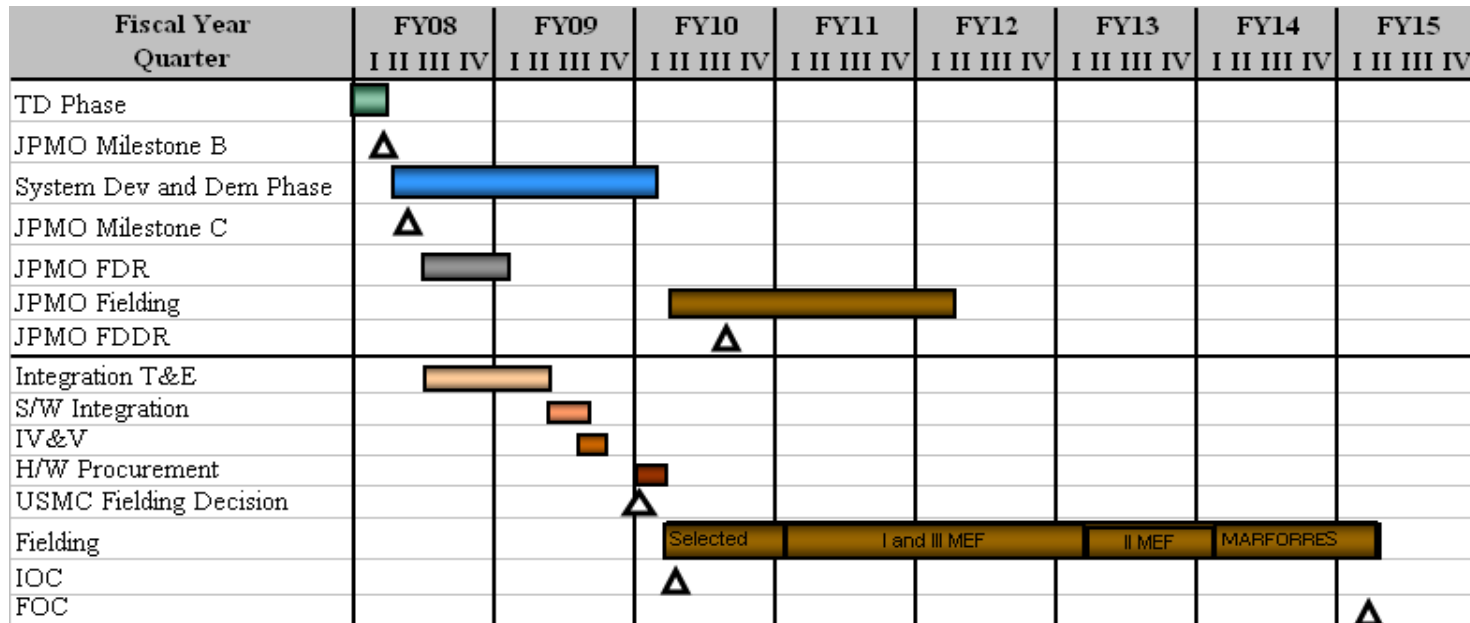 Fiscal Year FY08 FY09 FY10 FY11 FY12 FY13 FY14 FY15
Quarter I II III IV I II III IV I II III IV I II III IV I II III IV I II III IV I II III IV I II III IV
TD Phase
JPMO Milestone B
System Dev and Dem Phase
JPMO Milestone C
JPMO FDR
JPMO Fielding
JPMO FDDR
Integration T&E
S/W Integration
IV&V
H/W Procurement
USMC Fielding Decision
Fielding Selected I and III MEF II MEF MARFORRES
IOC
FOC